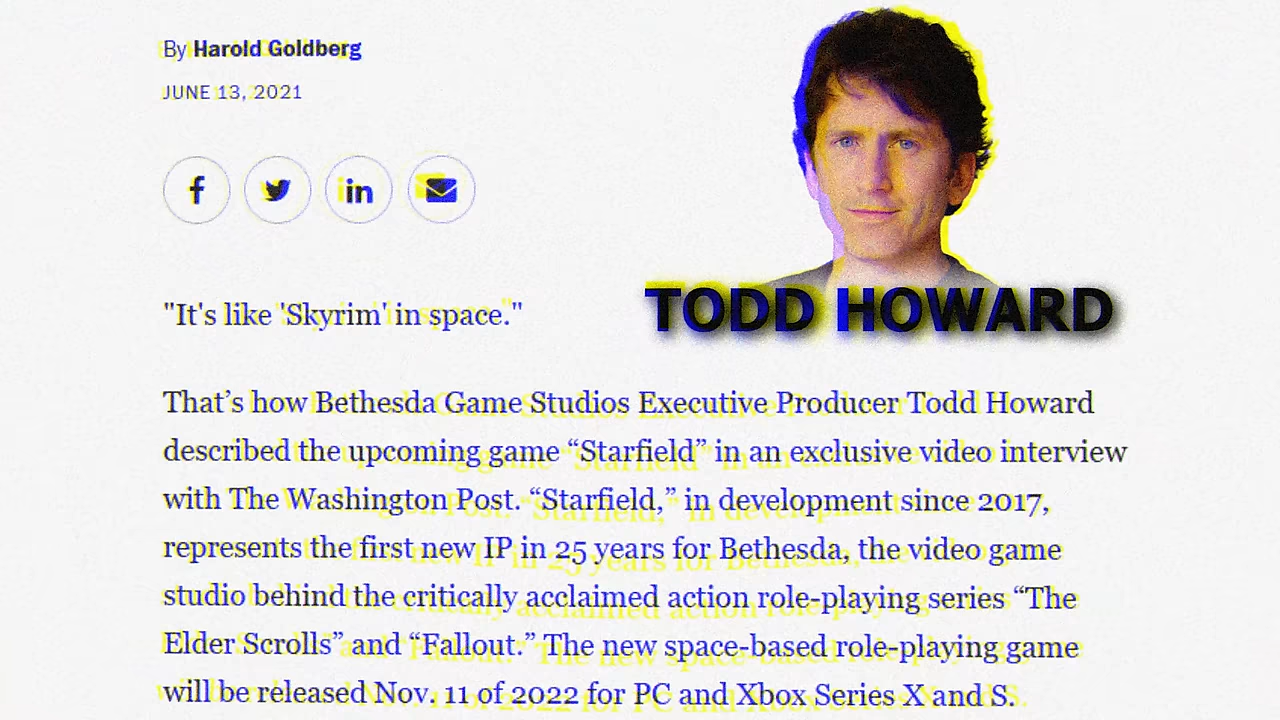 By Harold Goldberg
JUNE 13, 2021
f
in
"It's like 'Skyrim' in space."
TODD HOWARD
That’s how Bethesda Game Studios Executive Producer Todd Howard
described the upcoming game “Starfield” in an exclusive video interview
with The Washington Post. “Starfield,” in development since 2017,
represents the first new IP in 25 years for Bethesda, the video game
studio behind the critically acclaimed action role-playing series “The
Elder Scrolls” and “Fallout.” The new space-based role-playing game
will be released Nov. 11 of 2022 for PC and Xbox Series X and S.